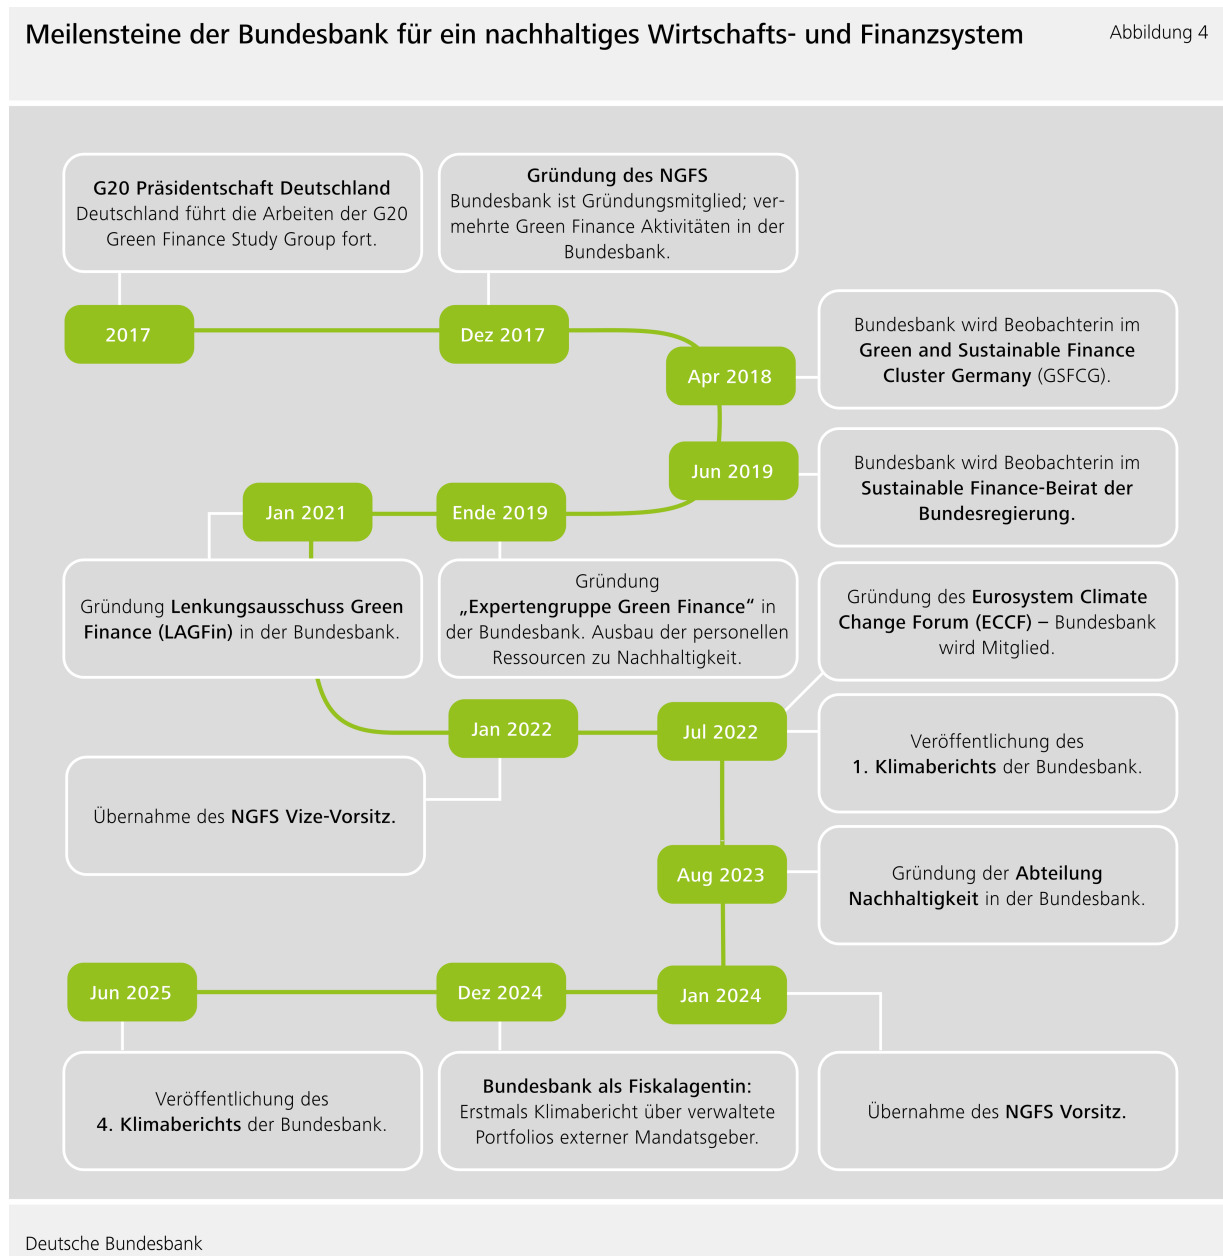 Meilensteine der Bundesbank für ein nachhaltiges Wirtschafts- und Finanzsystem
Abbildung 4
G20 Präsidentschaft Deutschland
Deutschland führt die Arbeiten der G20
Green Finance Study Group fort.
2017
Gründung des NGFS
Bundesbank ist Gründungsmitglied; ver-
mehrte Green Finance Aktivitäten in der
Bundesbank.
Dez 2017
Apr 2018
Bundesbank wird Beobachterin im
Green and Sustainable Finance
Cluster Germany (GSFCG).
Jun 2019
Bundesbank wird Beobachterin im
Sustainable Finance-Beirat der
Bundesregierung.
Ende 2019
Gründung
„Expertengruppe Green Finance“ in
der Bundesbank. Ausbau der personellen
Ressourcen zu Nachhaltigkeit.
Jan 2021
Gründung Lenkungsausschuss Green
Finance (LAGFin) in der Bundesbank.
Jan 2022
Übernahme des NGFS Vize-Vorsitz.
Jul 2022
Gründung des Eurosystem Climate
Change Forum (ECCF) – Bundesbank
wird Mitglied.
Veröffentlichung des
1. Klimaberichts der Bundesbank.
Aug 2023
Gründung der Abteilung
Nachhaltigkeit in der Bundesbank.
Jan 2024
Übernahme des NGFS Vorsitz.
Dez 2024
Bundesbank als Fiskalagentin:
Erstmals Klimabericht über verwaltete
Portfolios externer Mandatsgeber.
Jun 2025
Veröffentlichung des
4. Klimaberichts der Bundesbank.
Deutsche Bundesbank